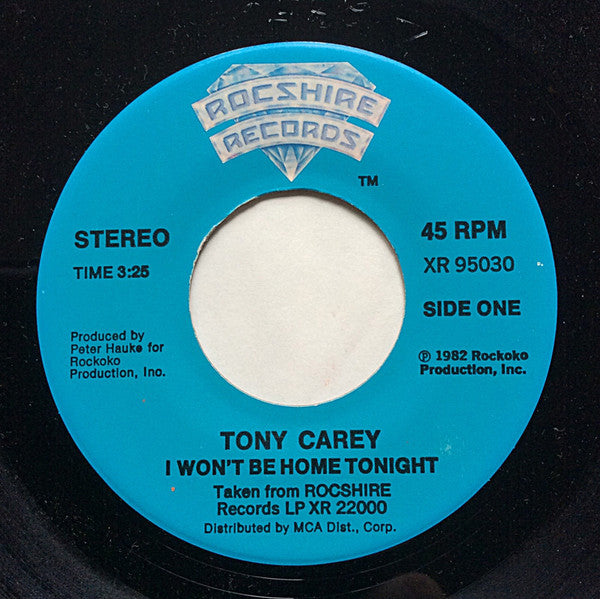 ROCSHIRE
RECORDS
TM
STEREO
45 RPM
TIME 3:25
XR 95030
SIDE ONE
Produced by
Peter Hauke for
Rockoko
Production, Inc.
℗ 1982 Rockoko
Production, Inc.
TONY CAREY
I WON'T BE HOME TONIGHT
Taken from ROCSHIRE
Records LP XR 22000
Distributed by MCA Dist., Corp.